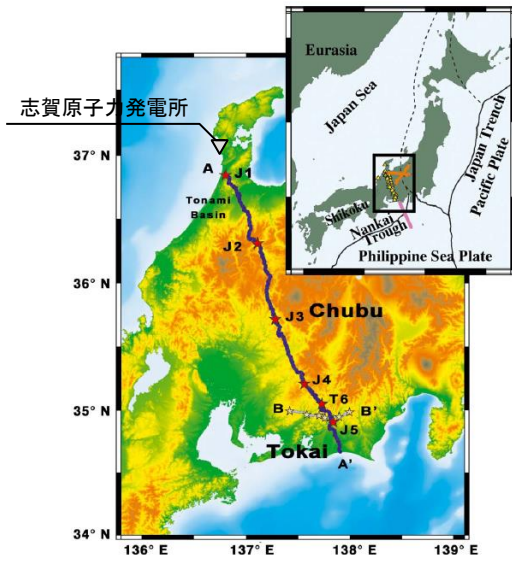 Eurasia
Japan Sea
Japan Trench
Pacific Plate
Shikoku
Nankai
Trough
Philippine Sea Plate
志賀原子力発電所
37°N
36°N
35°N
34°N
136°E
137°E
138°E
139°E
A
J1
Tonami
Basin
J2
J3
Chubu
J4
T6
B
B'
J5
Tokai
A'